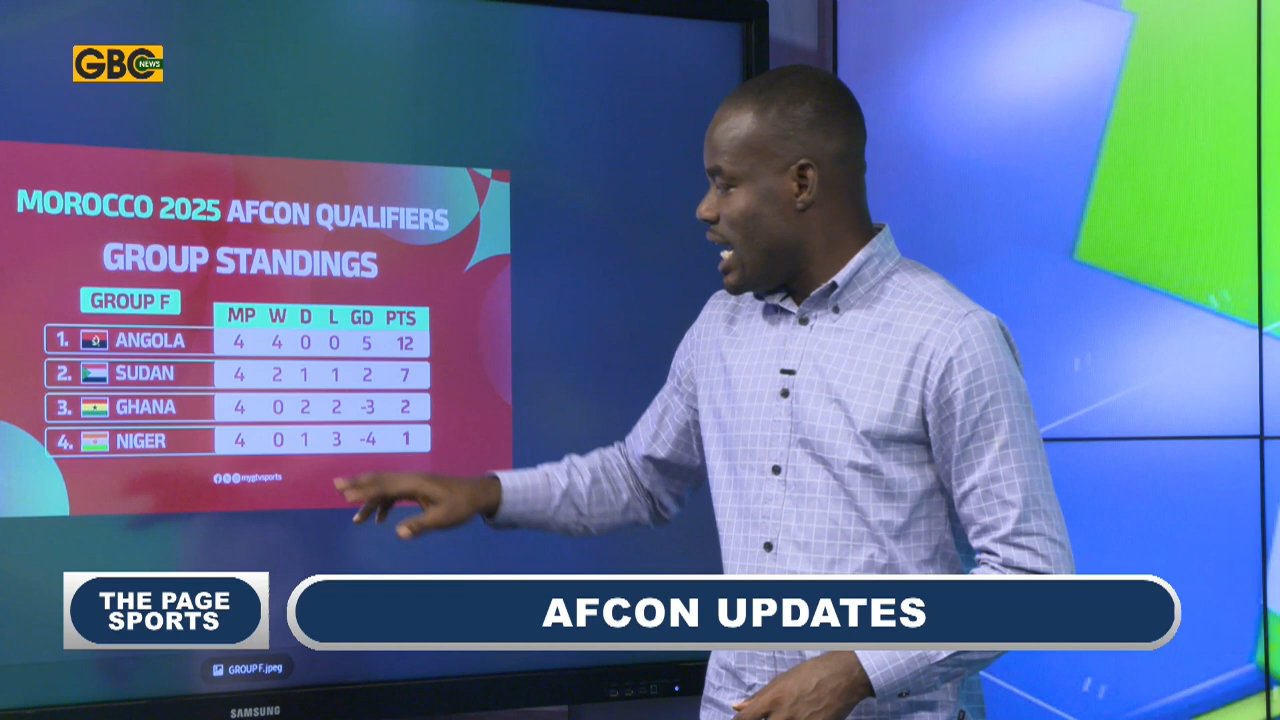 GBC NEWS
MOROCCO 2025 AFCON QUALIFIERS
GROUP STANDINGS
GROUP F
MP W D L GD PTS
1. ANGOLA 4 4 0 0 5 12
2. SUDAN 4 2 1 1 2 7
3. GHANA 4 0 2 2 -3 2
4. NIGER 4 0 1 3 -4 1
mygtvsports
THE PAGE
SPORTS
AFCON UPDATES
GROUP F.jpeg
SAMSUNG